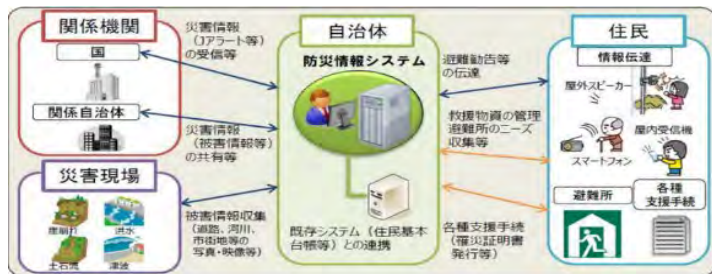 関係機関
国
関係自治体
災害現場
崖崩れ
洪水
土石流
津波
災害情報
(Jアラート等)
の受信等
災害情報
(被害情報等)
の共有等
被害情報収集
(道路、河川、
市街地等の
写真・映像等)
自治体
防災情報システム
既存システム(住民基本
台帳等)との連携
避難勧告等
の伝達
救援物資の管理
避難所のニーズ
収集等
各種支援手続
(罹災証明書
発行等)
住民
情報伝達
屋外スピーカー
屋内受信機
スマートフォン
避難所
各種
支援手続